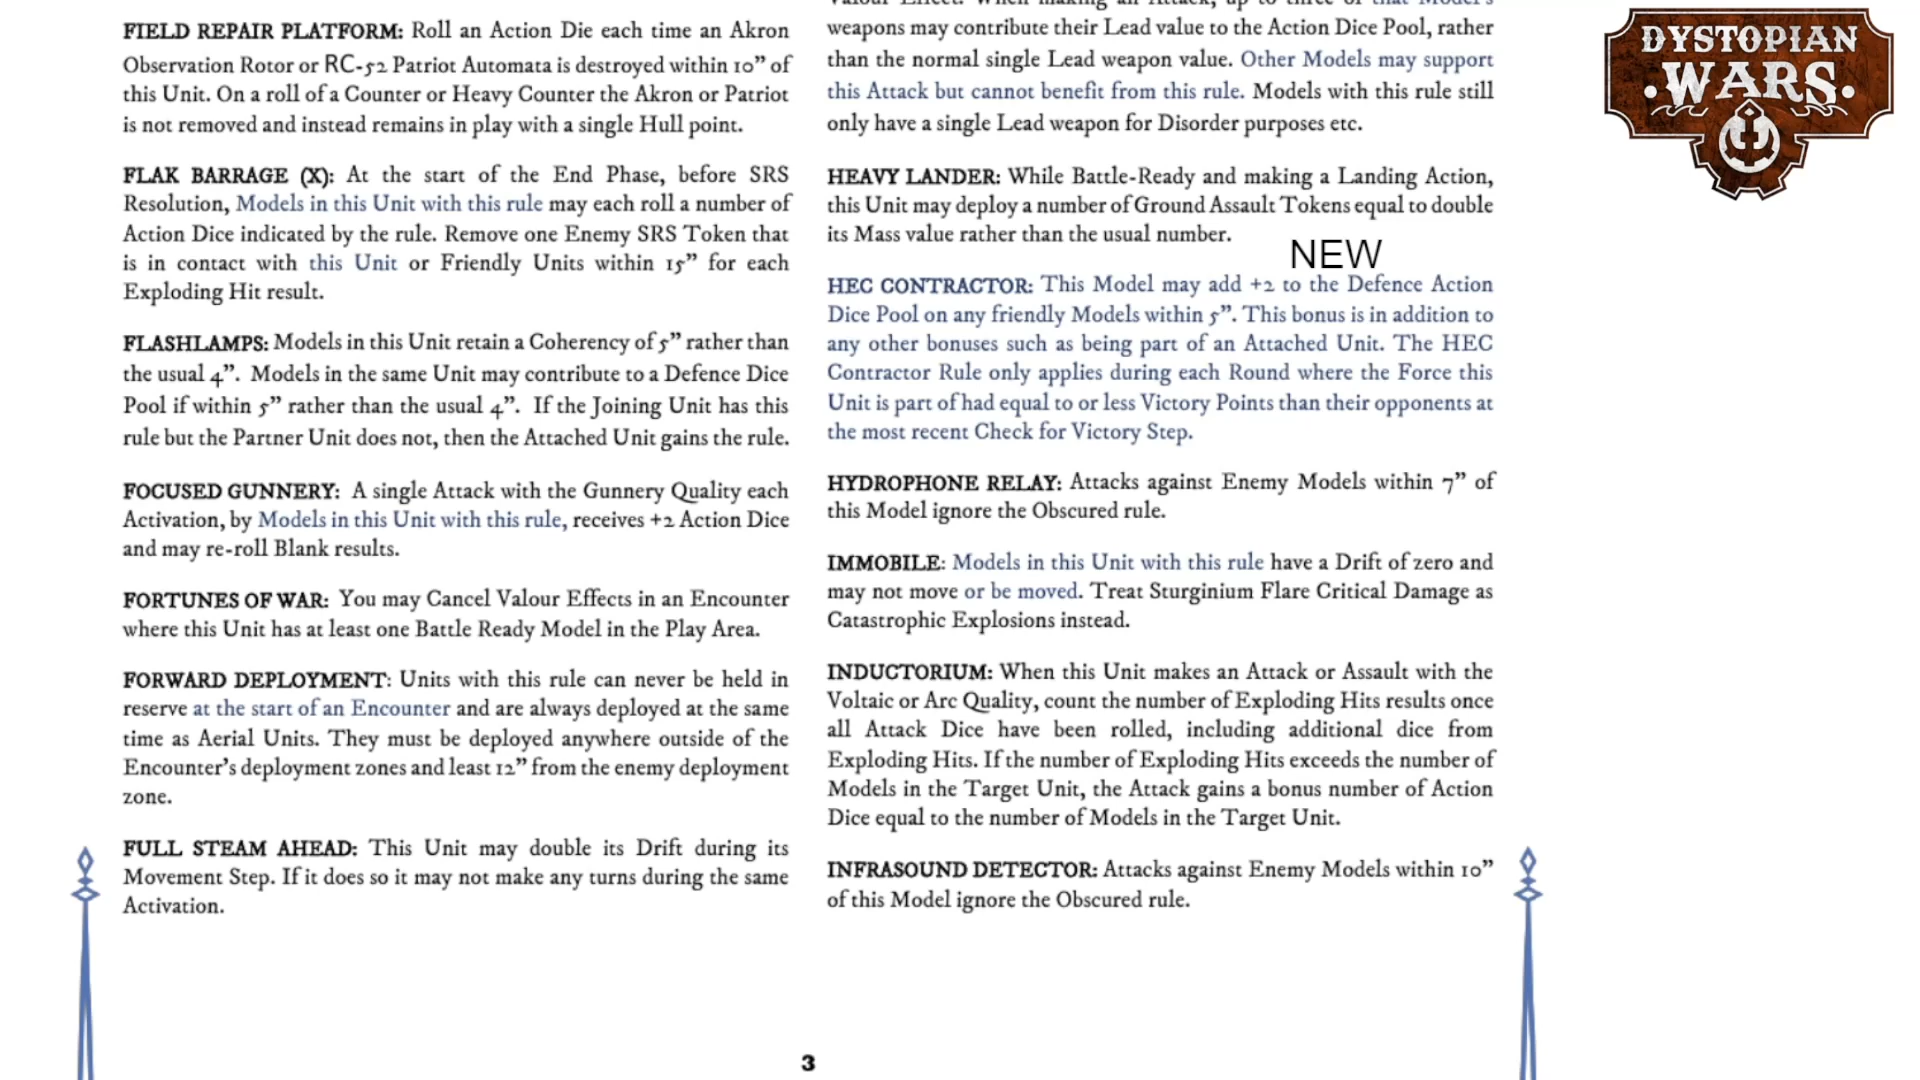 FIELD REPAIR PLATFORM: Roll an Action Die each time an Akron
Observation Rotor or RC-52 Patriot Automata is destroyed within 10” of
this Unit. On a roll of a Counter or Heavy Counter the Akron or Patriot
is not removed and instead remains in play with a single Hull point.
FLAK BARRAGE (X): At the start of the End Phase, before SRS
Resolution, Models in this Unit with this rule may each roll a number of
Action Dice indicated by the rule. Remove one Enemy SRS Token that
is in contact with this Unit or Friendly Units within 15” for each
Exploding Hit result.
FLASHLAMPS: Models in this Unit retain a Coherency of 5” rather than
the usual 4”. Models in the same Unit may contribute to a Defence Dice
Pool if within 5” rather than the usual 4”. If the Joining Unit has this
rule but the Partner Unit does not, then the Attached Unit gains the rule.
FOCUSED GUNNERY: A single Attack with the Gunnery Quality each
Activation, by Models in this Unit with this rule, receives +2 Action Dice
and may re-roll Blank results.
FORTUNES OF WAR: You may Cancel Valour Effects in an Encounter
where this Unit has at least one Battle Ready Model in the Play Area.
FORWARD DEPLOYMENT: Units with this rule can never be held in
reserve at the start of an Encounter and are always deployed at the same
time as Aerial Units. They must be deployed anywhere outside of the
Encounter’s deployment zones and least 12” from the enemy deployment
zone.
FULL STEAM AHEAD: This Unit may double its Drift during its
Movement Step. If it does so it may not make any turns during the same
Activation.
Valour Effect. When making an Attack, up to three of that Model’s
weapons may contribute their Lead value to the Action Dice Pool, rather
than the normal single Lead weapon value. Other Models may support
this Attack but cannot benefit from this rule. Models with this rule still
only have a single Lead weapon for Disorder purposes etc.
HEAVY LANDER: While Battle-Ready and making a Landing Action,
this Unit may deploy a number of Ground Assault Tokens equal to double
its Mass value rather than the usual number.
NEW
HEC CONTRACTOR: This Model may add +2 to the Defence Action
Dice Pool on any friendly Models within 5”. This bonus is in addition to
any other bonuses such as being part of an Attached Unit. The HEC
Contractor Rule only applies during each Round where the Force this
Unit is part of had equal to or less Victory Points than their opponents at
the most recent Check for Victory Step.
HYDROPHONE RELAY: Attacks against Enemy Models within 7” of
this Model ignore the Obscured rule.
IMMOBILE: Models in this Unit with this rule have a Drift of zero and
may not move or be moved. Treat Sturginium Flare Critical Damage as
Catastrophic Explosions instead.
INDUCTORIUM: When this Unit makes an Attack or Assault with the
Voltaic or Arc Quality, count the number of Exploding Hits results once
all Attack Dice have been rolled, including additional dice from
Exploding Hits. If the number of Exploding Hits exceeds the number of
Models in the Target Unit, the Attack gains a bonus number of Action
Dice equal to the number of Models in the Target Unit.
INFRASOUND DETECTOR: Attacks against Enemy Models within 10”
of this Model ignore the Obscured rule.
3
DYSTOPIAN
WARS